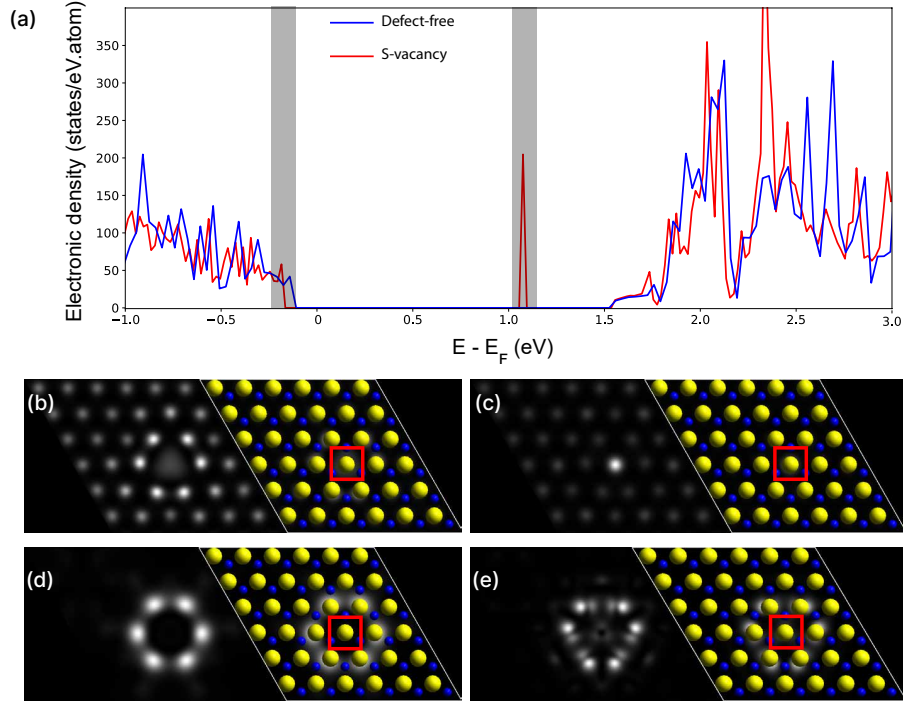 (a)
Defect-free
S-vacancy
Electronic density (states/eV.atom)
350
300
250
200
150
100
50
0
−1.0 −0.5 0 0.5 1.0 1.5 2.0 2.5 3.0
E - E_F (eV)
(b)
(c)
(d)
(e)